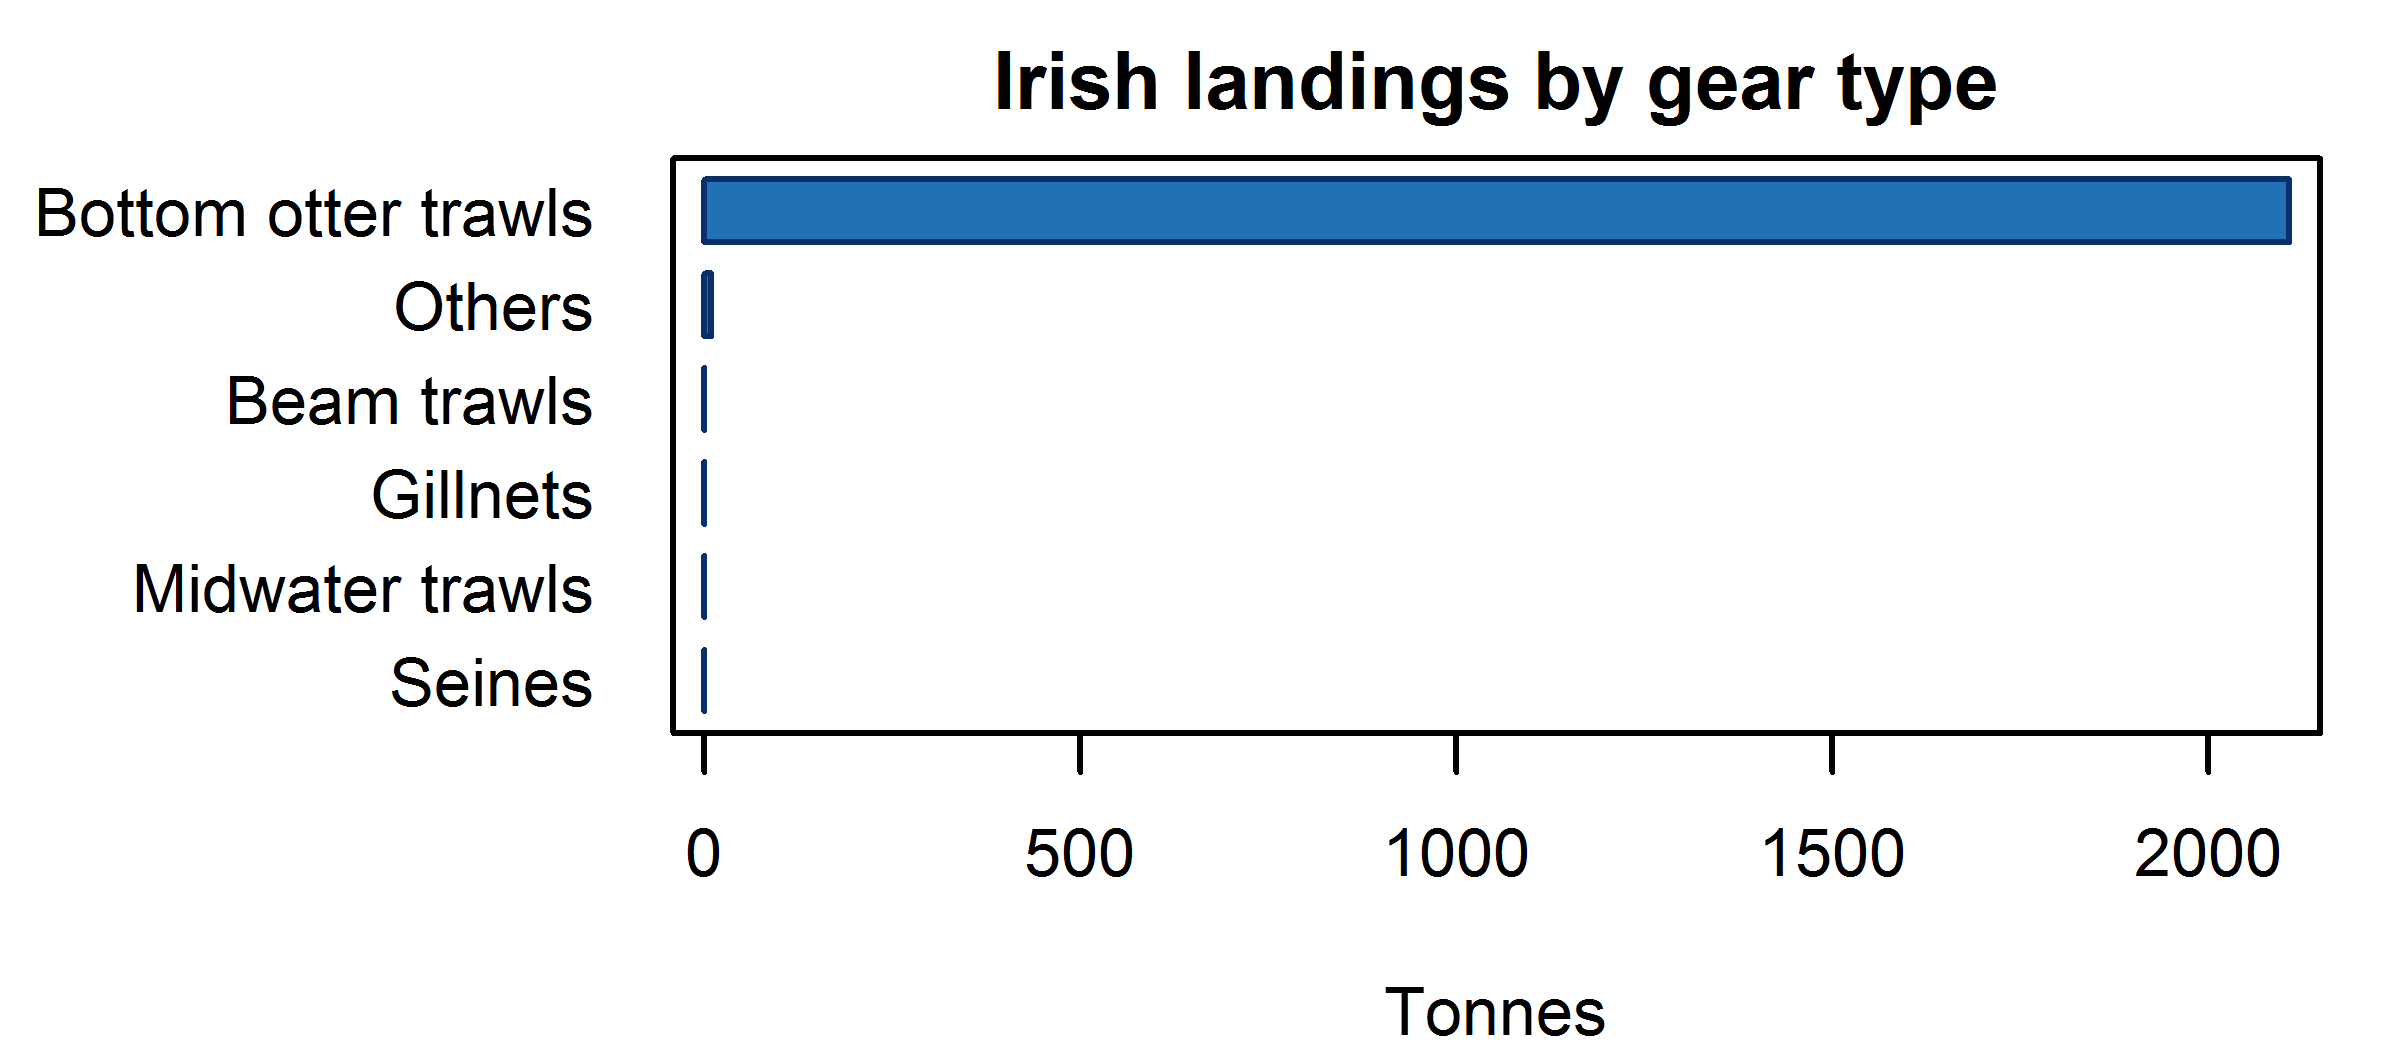 Irish landings by gear type
Bottom otter trawls
Others
Beam trawls
Gillnets
Midwater trawls
Seines
0 500 1000 1500 2000
Tonnes